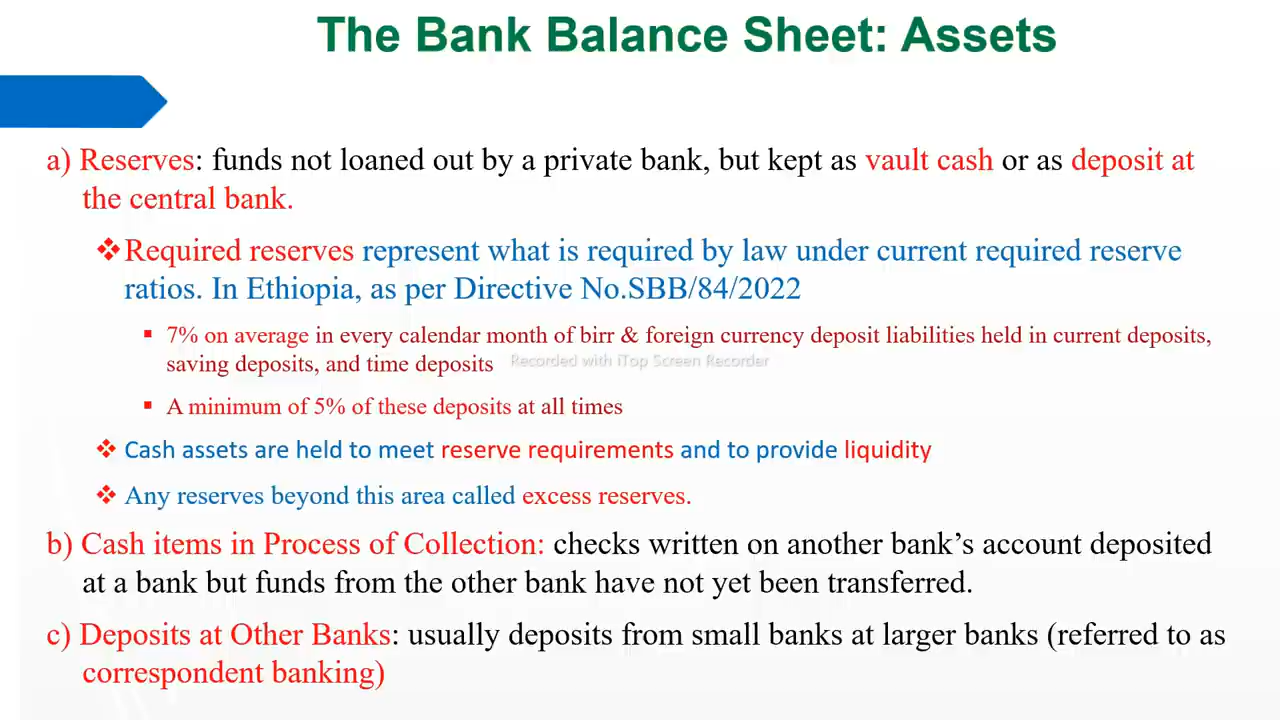 The Bank Balance Sheet: Assets
a) Reserves: funds not loaned out by a private bank, but kept as vault cash or as deposit at
the central bank.
❖Required reserves represent what is required by law under current required reserve
ratios. In Ethiopia, as per Directive No.SBB/84/2022
▪ 7% on average in every calendar month of birr & foreign currency deposit liabilities held in current deposits,
saving deposits, and time deposits
Recorded with iTop Screen Recorder
▪ A minimum of 5% of these deposits at all times
❖ Cash assets are held to meet reserve requirements and to provide liquidity
❖ Any reserves beyond this area called excess reserves.
b) Cash items in Process of Collection: checks written on another bank’s account deposited
at a bank but funds from the other bank have not yet been transferred.
c) Deposits at Other Banks: usually deposits from small banks at larger banks (referred to as
correspondent banking)